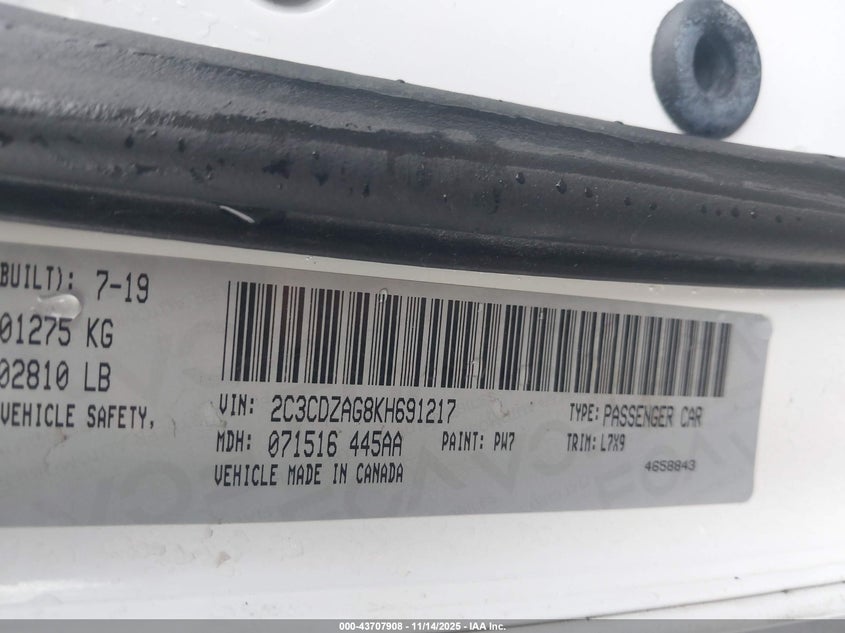 BUILT): 7-19
01275 KG
02810 LB
VEHICLE SAFETY,
VIN: 2C3CDZAG8KH691217 TYPE: PASSENGER CAR
MDH: 071516 445AA PAINT: PW7 TRIM: L7X9
VEHICLE MADE IN CANADA 4658843
000-43707908 - 11/14/2025 - IAA Inc.